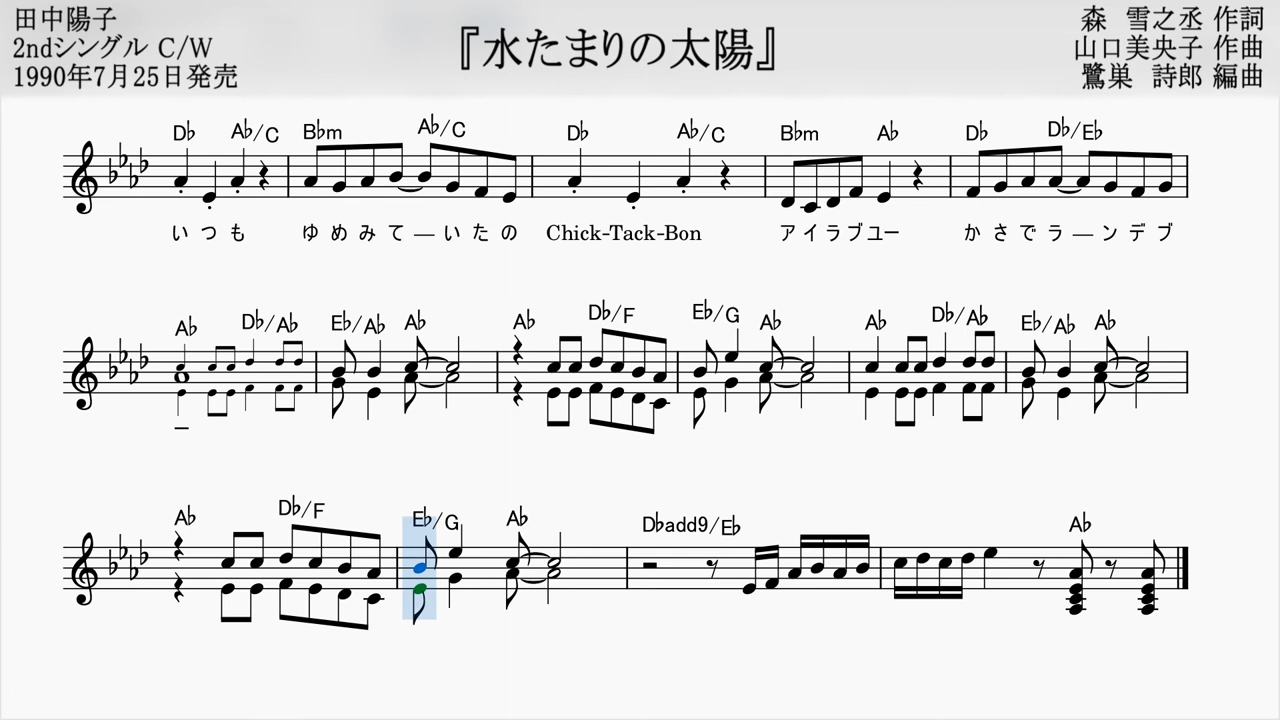 田中陽子
2ndシングル C/W
1990年7月25日発売
『水たまりの太陽』
森 雪之丞 作詞
山口美央子 作曲
鷺巣 詩郎 編曲
D♭ A♭/C B♭m A♭/C D♭ A♭/C B♭m A♭ D♭ D♭/E♭
いつも ゆめみて―いたの Chick-Tack-Bon アイラブユー かさでラ―ンデブ
A♭ D♭/A♭ E♭/A♭ A♭ A♭ D♭/F E♭/G A♭ A♭ D♭/A♭ E♭/A♭ A♭
ー
A♭ D♭/F E♭/G A♭ D♭add9/E♭ A♭